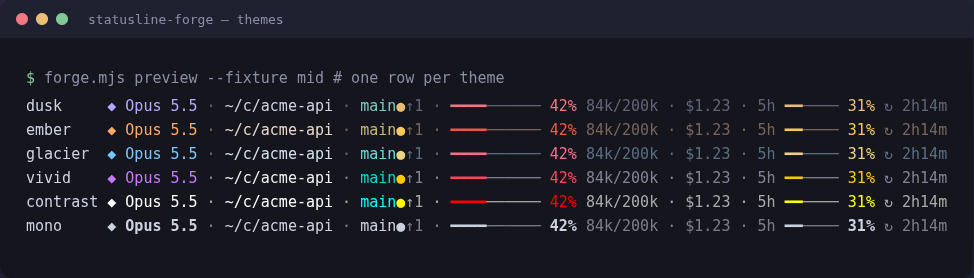 statusline-forge — themes
$ forge.mjs preview --fixture mid # one row per theme
dusk ◆ Opus 5.5 · ~/c/acme-api · main●↑1 · ━━━━────── 42% 84k/200k · $1.23 · 5h ━━──── 31% ↻ 2h14m
ember ◆ Opus 5.5 · ~/c/acme-api · main●↑1 · ━━━━────── 42% 84k/200k · $1.23 · 5h ━━──── 31% ↻ 2h14m
glacier ◆ Opus 5.5 · ~/c/acme-api · main●↑1 · ━━━━────── 42% 84k/200k · $1.23 · 5h ━━──── 31% ↻ 2h14m
vivid ◆ Opus 5.5 · ~/c/acme-api · main●↑1 · ━━━━────── 42% 84k/200k · $1.23 · 5h ━━──── 31% ↻ 2h14m
contrast ◆ Opus 5.5 · ~/c/acme-api · main●↑1 · ━━━━────── 42% 84k/200k · $1.23 · 5h ━━──── 31% ↻ 2h14m
mono ◆ Opus 5.5 · ~/c/acme-api · main●↑1 · ━━━━────── 42% 84k/200k · $1.23 · 5h ━━──── 31% ↻ 2h14m